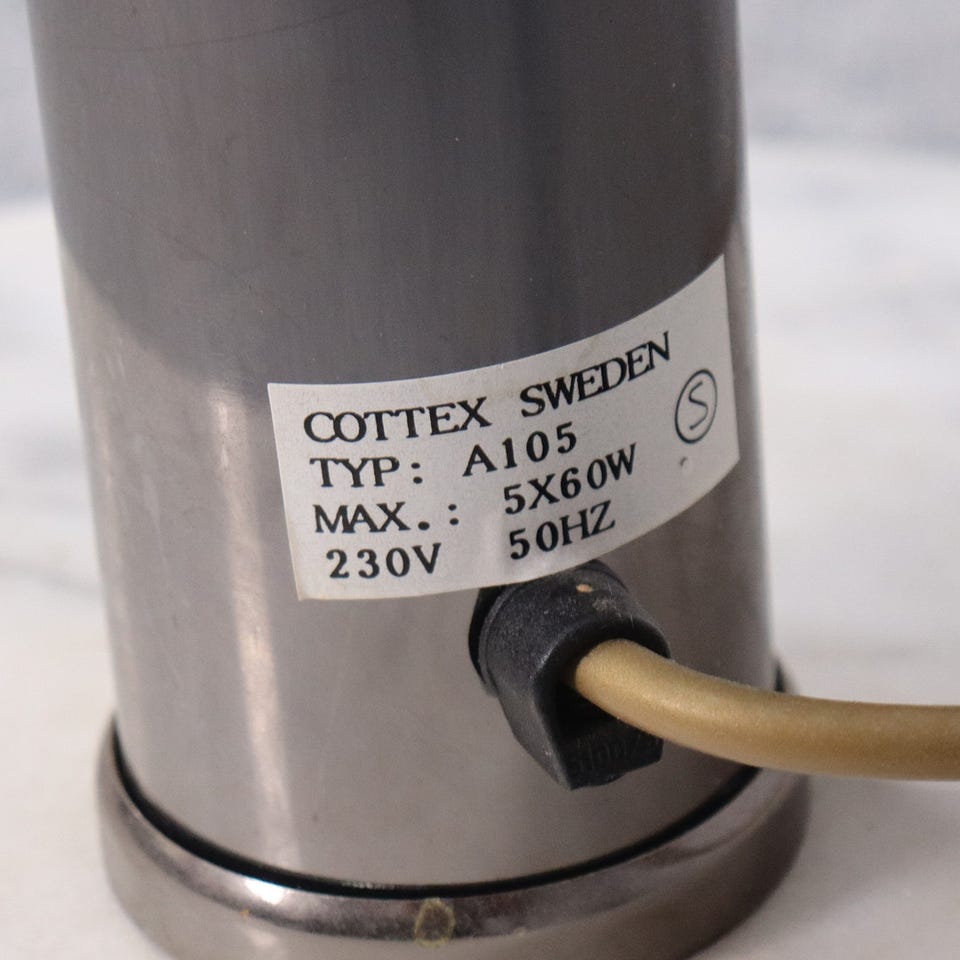 COTTEX SWEDEN
TYP: A105
MAX.: 5X60W
230V 50HZ
S